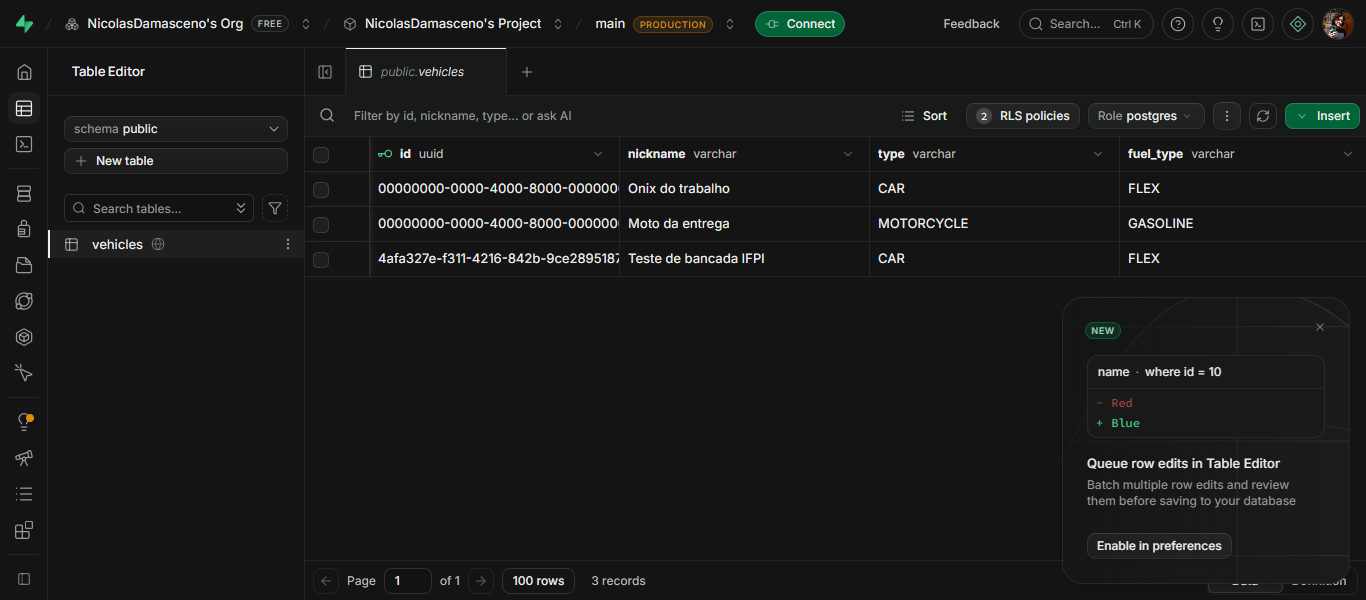 NicolasDamasceno's Org FREE NicolasDamasceno's Project main PRODUCTION Connect Feedback Search... Ctrl K
Table Editor
public.vehicles
schema public
Filter by id, nickname, type... or ask AI Sort 2 RLS policies Role postgres Insert
New table
id uuid nickname varchar type varchar fuel_type varchar
00000000-0000-4000-8000-000000 Onix do trabalho CAR FLEX
Search tables...
00000000-0000-4000-8000-000000 Moto da entrega MOTORCYCLE GASOLINE
vehicles
4afa327e-f311-4216-842b-9ce2895187 Teste de bancada IFPI CAR FLEX
NEW
name · where id = 10
- Red
+ Blue
Queue row edits in Table Editor
Batch multiple row edits and review
them before saving to your database
Enable in preferences
Page 1 of 1 100 rows 3 records